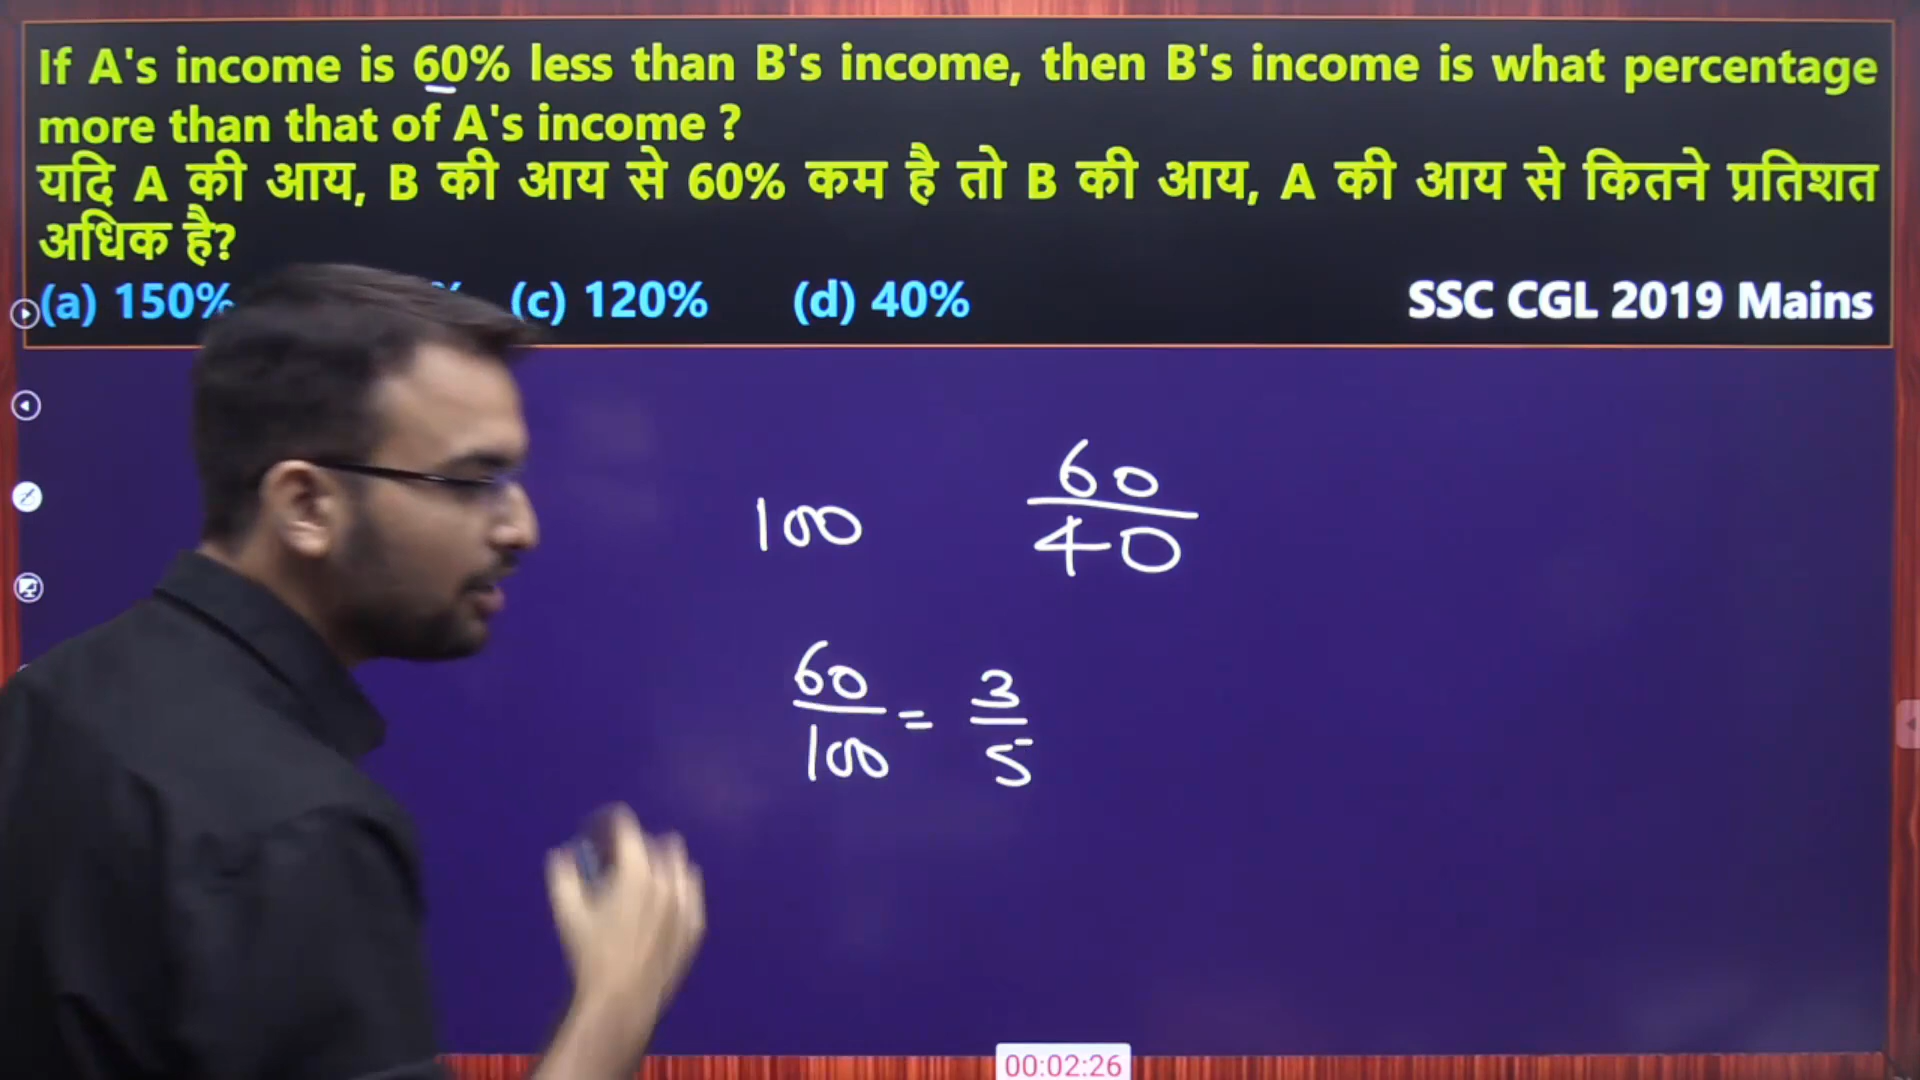 If A's income is 60% less than B's income, then B's income is what percentage
more than that of A's income ?
यदि A की आय, B की आय से 60% कम है तो B की आय, A की आय से कितने प्रतिशत
अधिक है?
(a) 150% % (c) 120% (d) 40% SSC CGL 2019 Mains
100
60
40
60
100
=
3
5
00:02:26